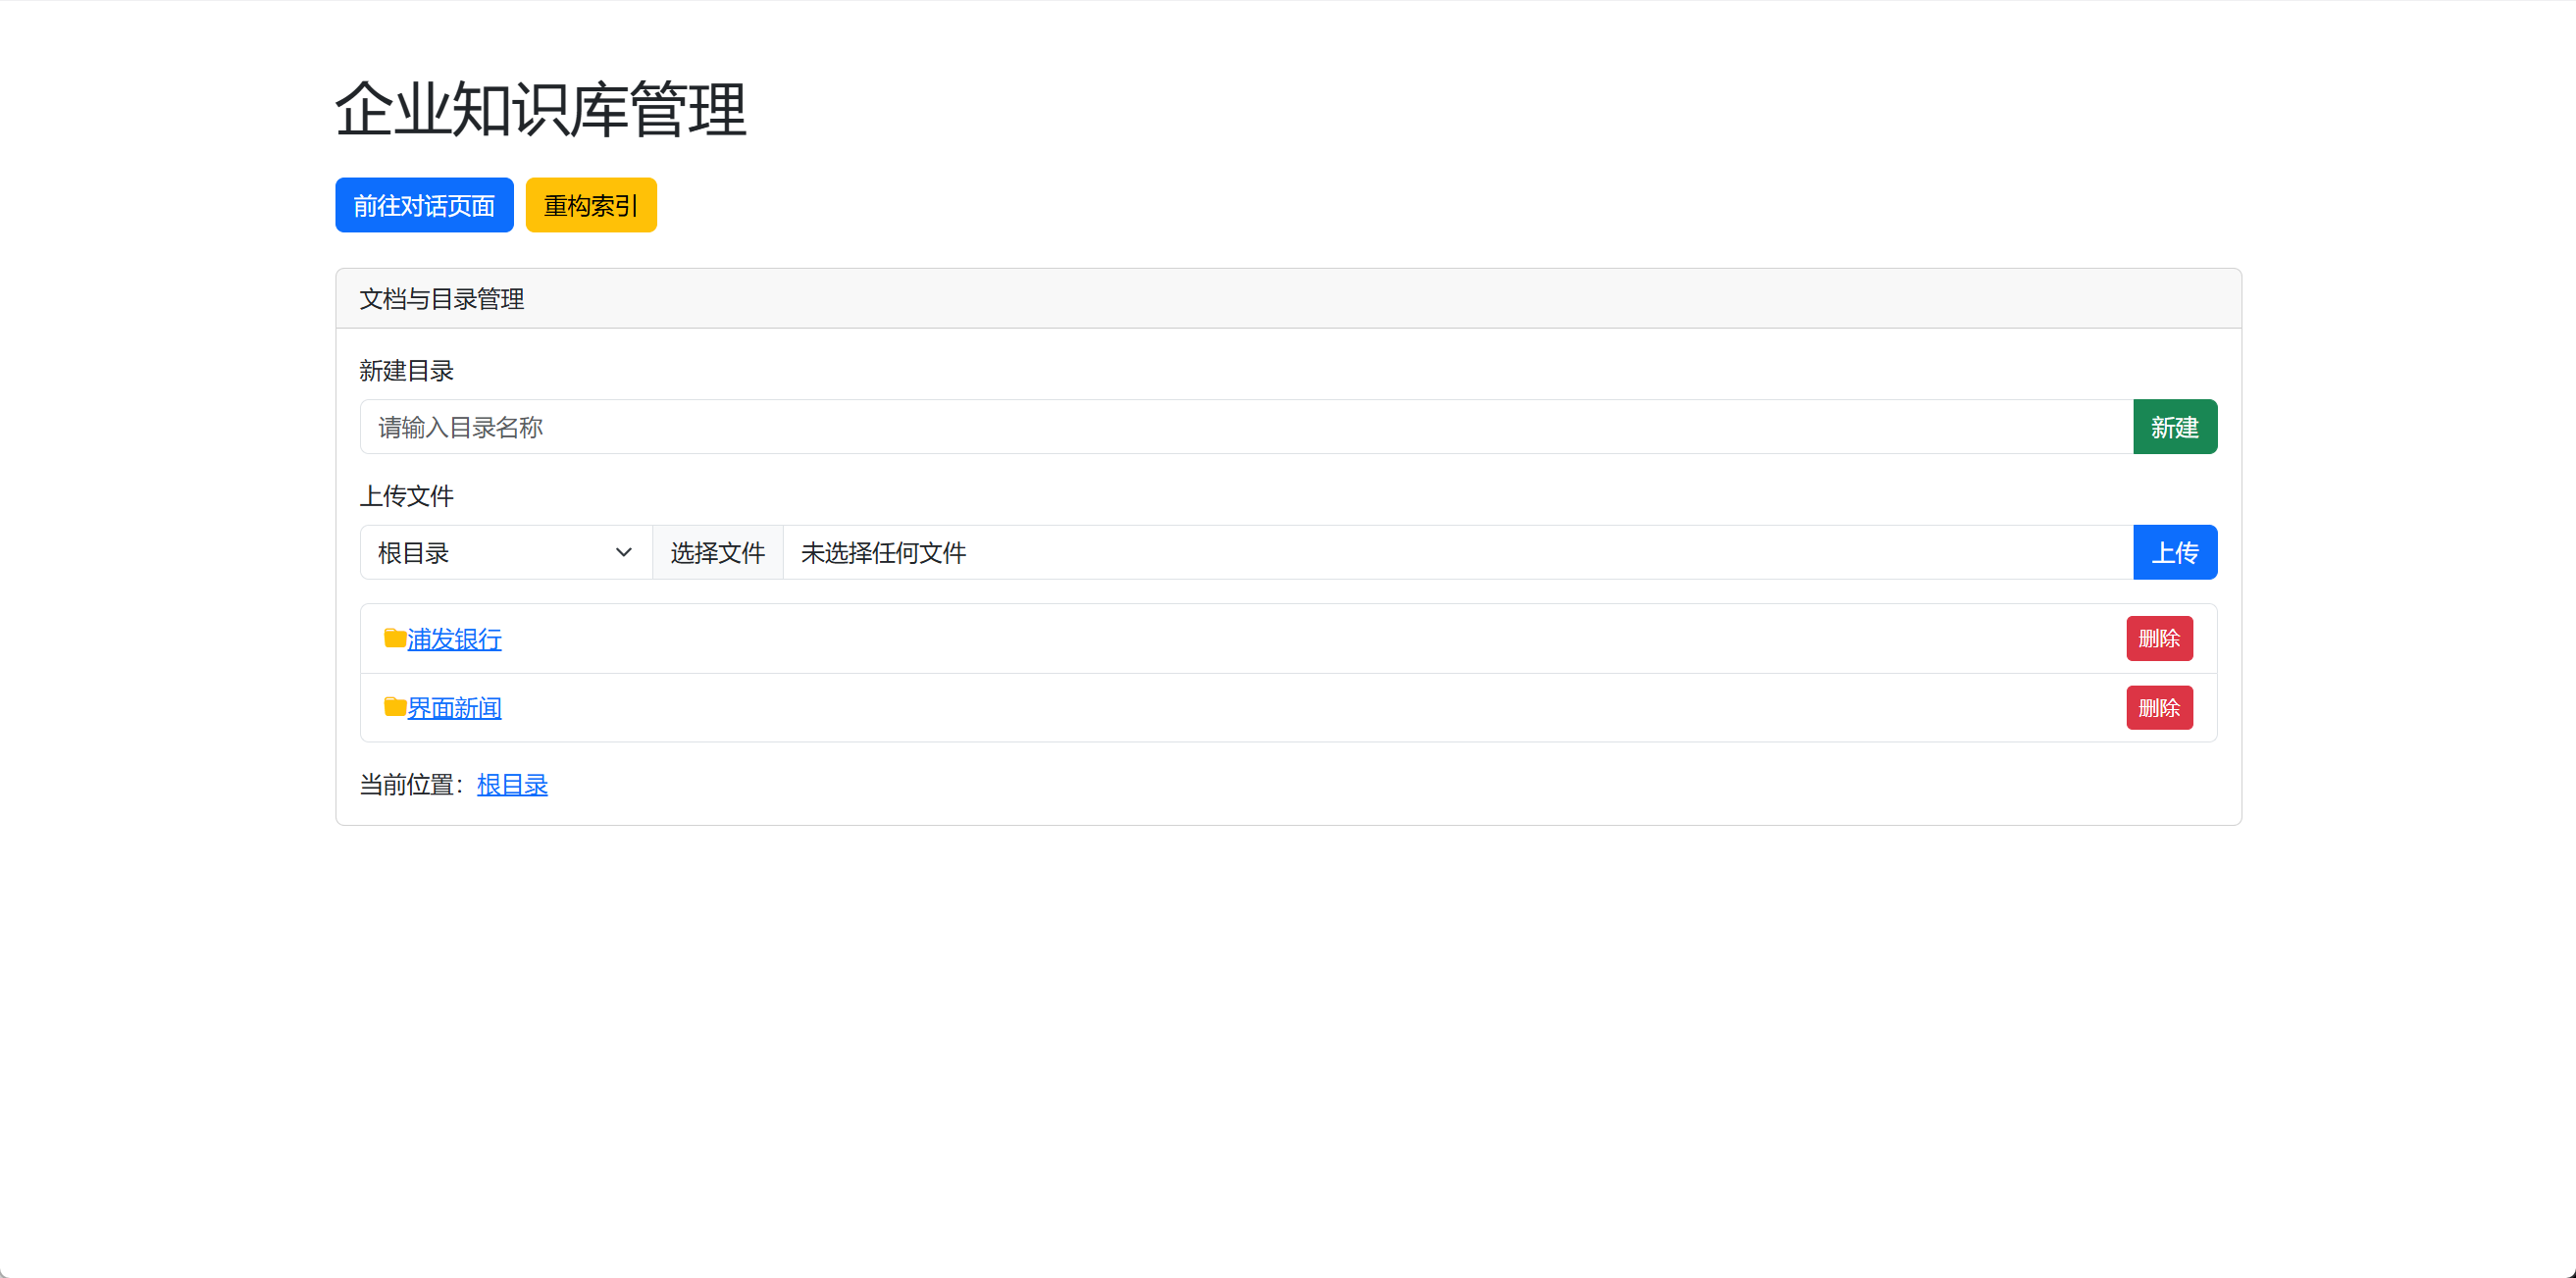 企业知识库管理
前往对话页面 重构索引
文档与目录管理
新建目录
请输入目录名称 新建
上传文件
根目录 选择文件 未选择任何文件 上传
浦发银行 删除
界面新闻 删除
当前位置：根目录